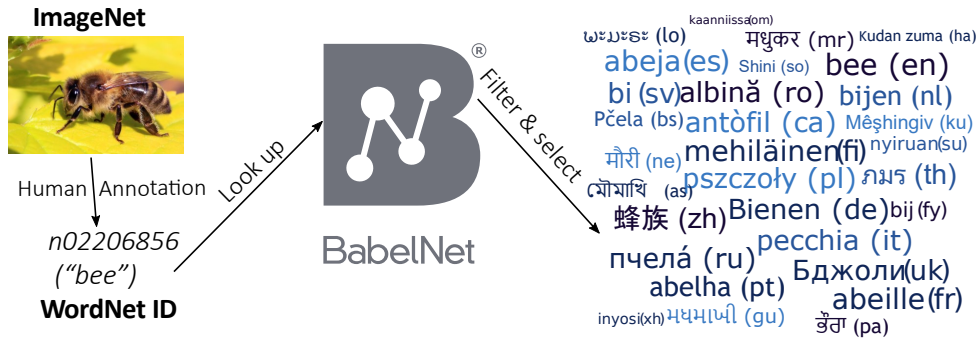 ImageNet
Human Annotation
n02206856
("bee")
WordNet ID
Look up
®
BabelNet
Filter & select
kaanniissa(om)
ພະມະຣະ (lo)
मधुकर (mr)
Kudan zuma (ha)
abeja(es)
Shini (so)
bee (en)
bi (sv)
albină (ro)
bijen (nl)
Pčela (bs)
antòfil (ca)
Mêşhingiv (ku)
मौरी (ne)
mehiläinen(fi)
nyiruan(su)
pszczoły (pl)
ภมร (th)
মৌমাখি (as)
蜂族 (zh)
Bienen (de)
bij (fy)
pecchia (it)
пчела́ (ru)
Бджоли(uk)
abelha (pt)
abeille(fr)
inyosi(xh)
મધમાખી (gu)
ਭੌਰਾ (pa)